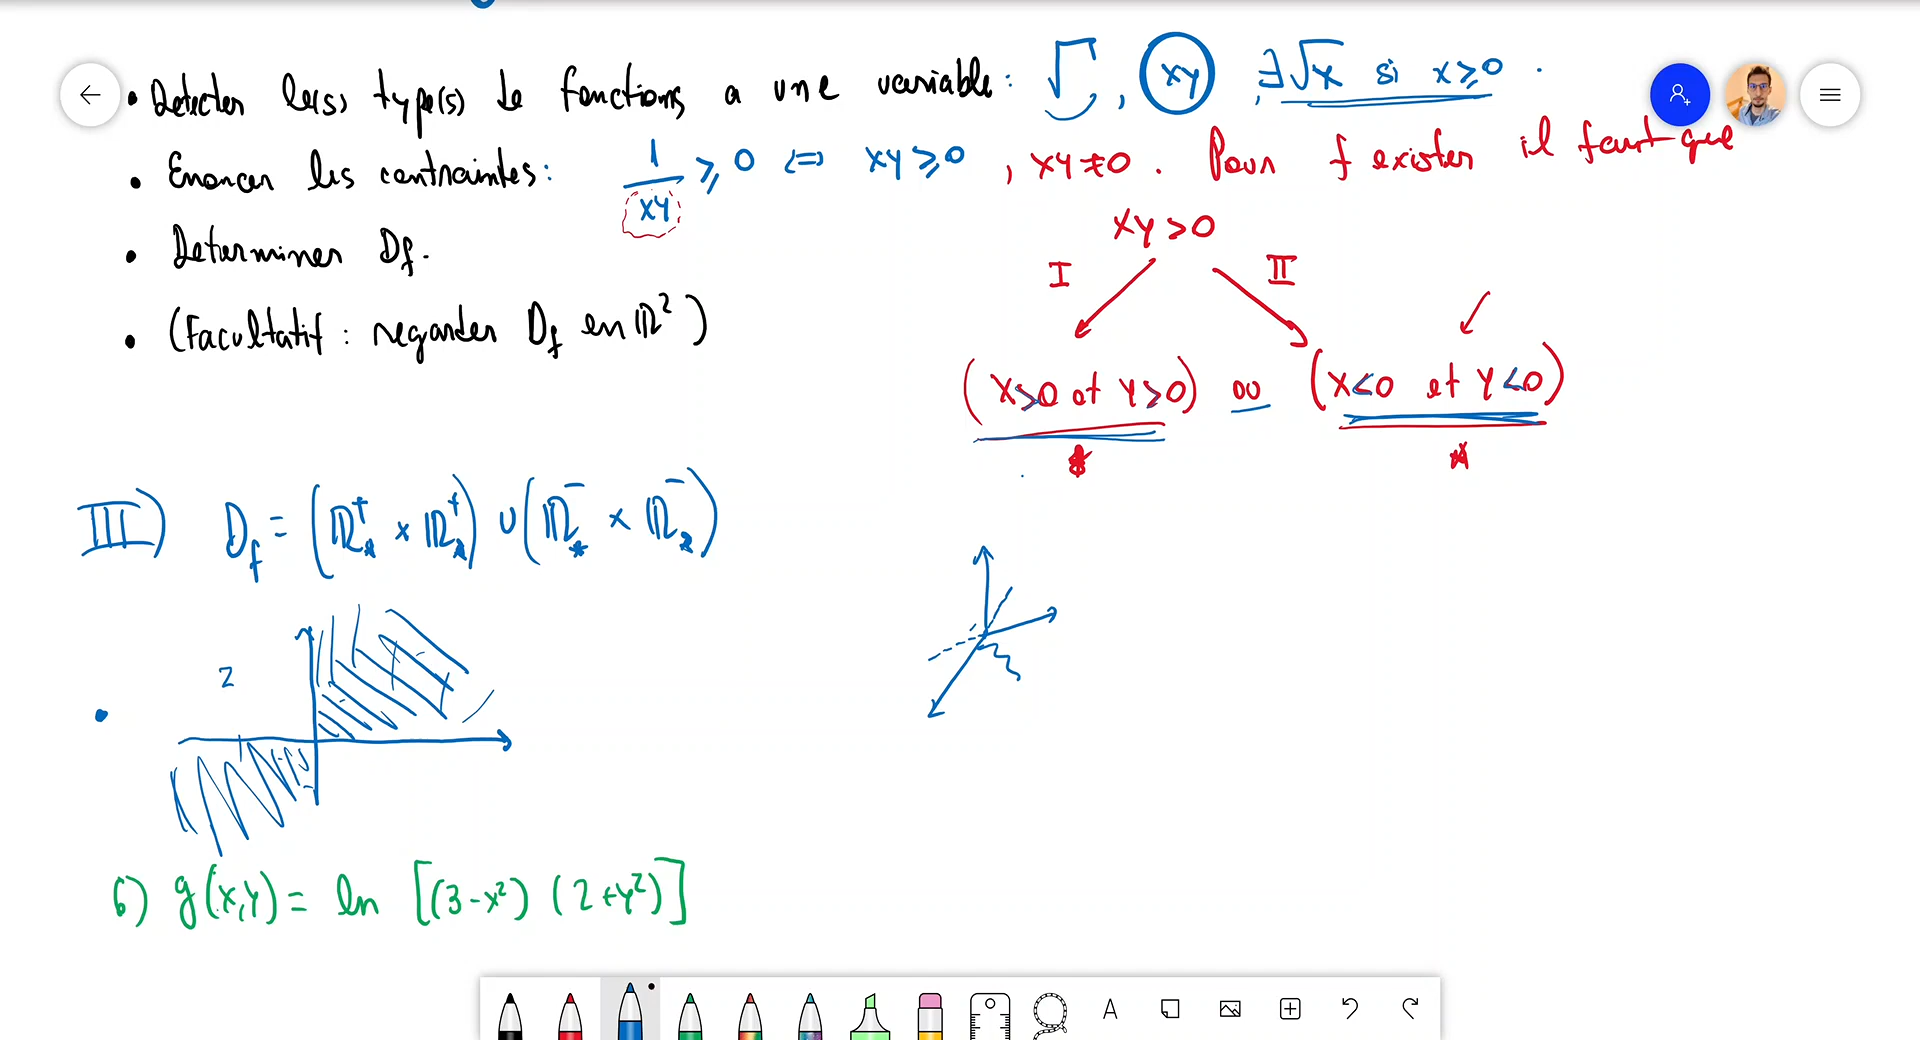 • Detecter le(s) type(s) de fonctions a une variable : √ , xy , ∃√x si x≥0 .
• Enoncer les contraintes : 1/xy ≥ 0 ⇔ xy ≥ 0 , xy ≠ 0 . Pour f exister il faut que
xy > 0
• Determiner Df.
I II
• (Facultatif : regarder Df en ℝ²)
(x>0 et y>0) ou (x<0 et y<0)
III) Df = (ℝ⁺* × ℝ⁺*) ∪ (ℝ⁻* × ℝ⁻*)
2
6) g(x,y) = ln [(3-x²) (2+y²)]
A